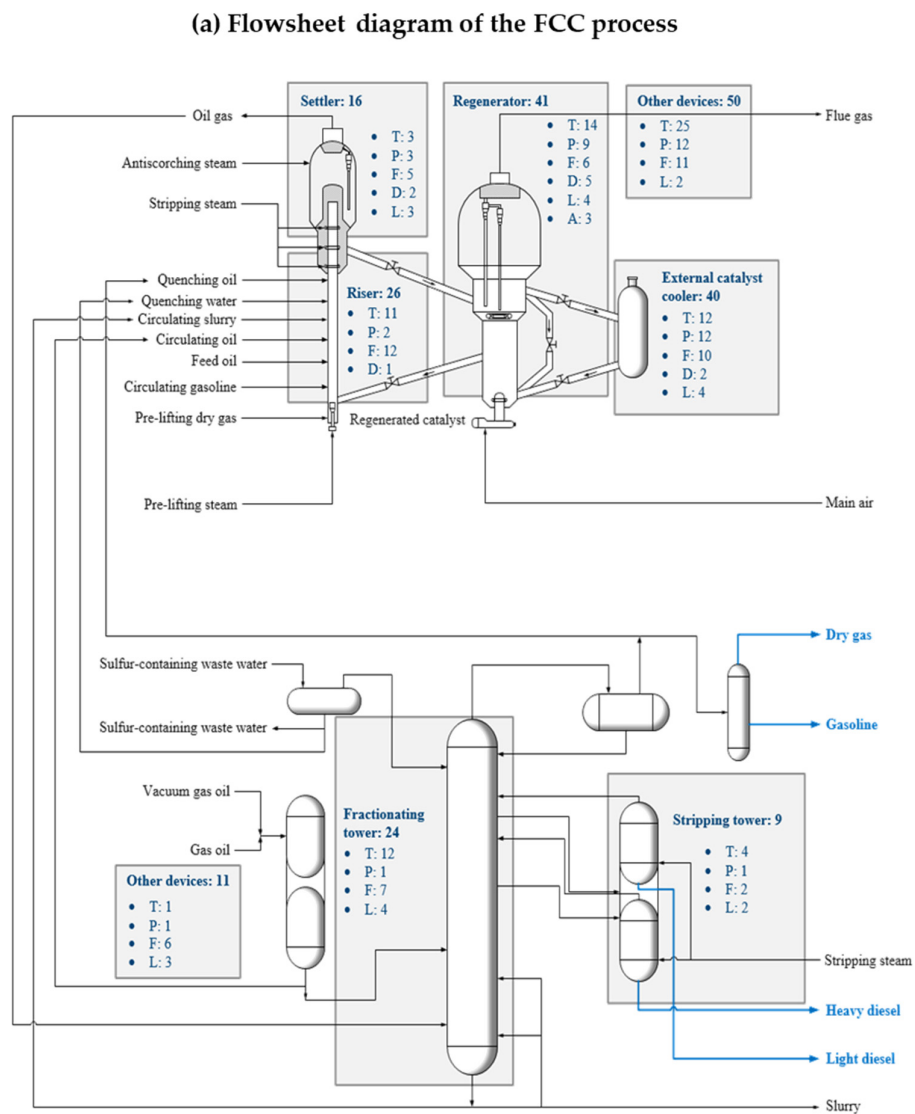 (a) Flowsheet diagram of the FCC process
Oil gas
Antiscorching steam
Stripping steam
Quenching oil
Quenching water
Circulating slurry
Circulating oil
Feed oil
Circulating gasoline
Pre-lifting dry gas
Pre-lifting steam
Settler: 16
• T: 3
• P: 3
• F: 5
• D: 2
• L: 3
Riser: 26
• T: 11
• P: 2
• F: 12
• D: 1
Regenerator: 41
• T: 14
• P: 9
• F: 6
• D: 5
• L: 4
• A: 3
Regenerated catalyst
Other devices: 50
• T: 25
• P: 12
• F: 11
• L: 2
Flue gas
External catalyst
cooler: 40
• T: 12
• P: 12
• F: 10
• D: 2
• L: 4
Main air
Sulfur-containing waste water
Sulfur-containing waste water
Vacuum gas oil
Gas oil
Other devices: 11
• T: 1
• P: 1
• F: 6
• L: 3
Fractionating
tower: 24
• T: 12
• P: 1
• F: 7
• L: 4
Stripping tower: 9
• T: 4
• P: 1
• F: 2
• L: 2
Dry gas
Gasoline
Stripping steam
Heavy diesel
Light diesel
Slurry